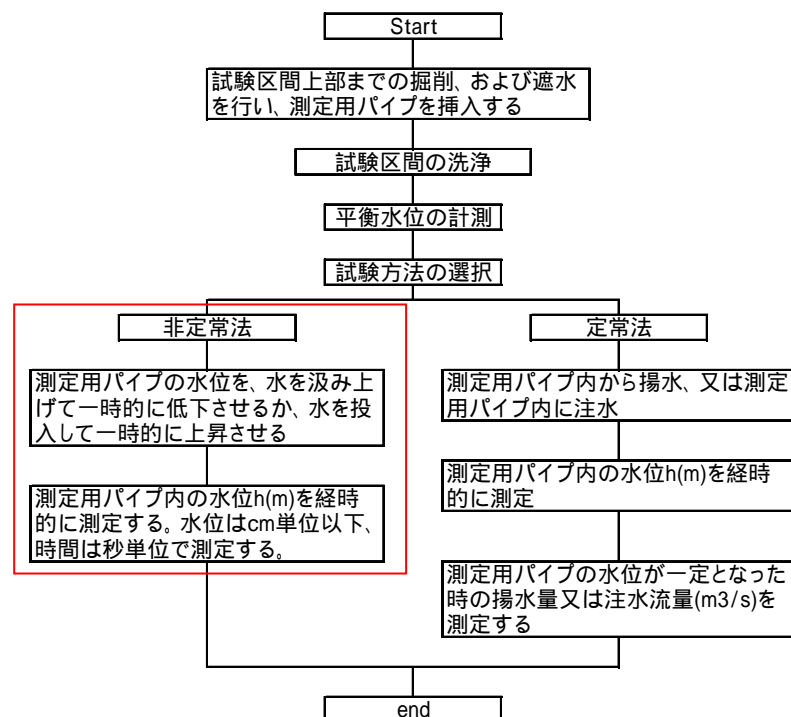 Start
試験区間上部までの掘削、および遮水
を行い、測定用パイプを挿入する
試験区間の洗浄
平衡水位の計測
試験方法の選択
非定常法
測定用パイプの水位を、水を汲み上
げて一時的に低下させるか、水を投
入して一時的に上昇させる
測定用パイプ内の水位h(m)を経時
的に測定する。水位はcm単位以下、
時間は秒単位で測定する。
定常法
測定用パイプ内から揚水、又は測定
用パイプ内に注水
測定用パイプ内の水位h(m)を経時
的に測定
測定用パイプの水位が一定となった
時の揚水量又は注水流量(m3/s)を
測定する
end